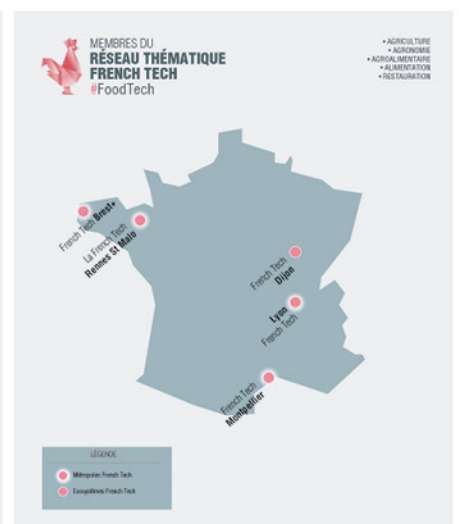 MEMBRES DU
RÉSEAU THÉMATIQUE
FRENCH TECH
#FoodTech
• AGRICULTURE
• AGRONOMIE
• AGROALIMENTAIRE
• ALIMENTATION
• RESTAURATION
French Tech Brest+
La French Tech
Rennes St Malo
French Tech
Dijon
Lyon
French Tech
French Tech
Montpellier
LÉGENDE
Métropoles French Tech
Ecosystèmes French Tech